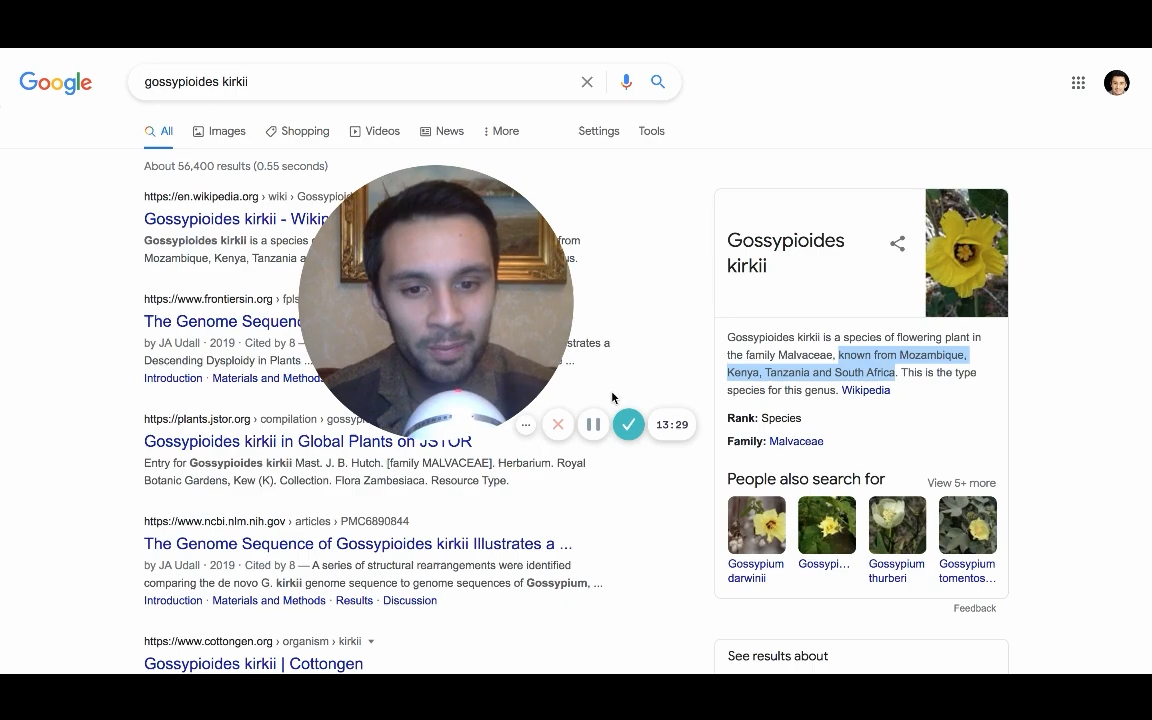 Google
gossypioides kirkii
All Images Shopping Videos News More Settings Tools
About 56,400 results (0.55 seconds)
https://en.wikipedia.org › wiki › Gossypioid
Gossypioides kirkii - Wikip
Gossypioides kirkii is a species from
Mozambique, Kenya, Tanzania a us.
https://www.frontiersin.org › fpls
The Genome Sequenc
by JA Udall · 2019 · Cited by 8 — strates a
Descending Dysploidy in Plants ... ...
Introduction · Materials and Methods
https://plants.jstor.org › compilation › gossyp
Gossypioides kirkii in Global Plants on JSTOR
Entry for Gossypioides kirkii Mast. J. B. Hutch. [family MALVACEAE]. Herbarium. Royal
Botanic Gardens, Kew (K). Collection. Flora Zambesiaca. Resource Type.
https://www.ncbi.nlm.nih.gov › articles › PMC6890844
The Genome Sequence of Gossypioides kirkii Illustrates a ...
by JA Udall · 2019 · Cited by 8 — A series of structural rearrangements were identified
comparing the de novo G. kirkii genome sequence to genome sequences of Gossypium, ...
Introduction · Materials and Methods · Results · Discussion
https://www.cottongen.org › organism › kirkii
Gossypioides kirkii | Cottongen
13:29
Gossypioides
kirkii
Gossypioides kirkii is a species of flowering plant in
the family Malvaceae, known from Mozambique,
Kenya, Tanzania and South Africa. This is the type
species for this genus. Wikipedia
Rank: Species
Family: Malvaceae
People also search for View 5+ more
Gossypium
darwinii
Gossypi...
Gossypium
thurberi
Gossypium
tomentos...
Feedback
See results about